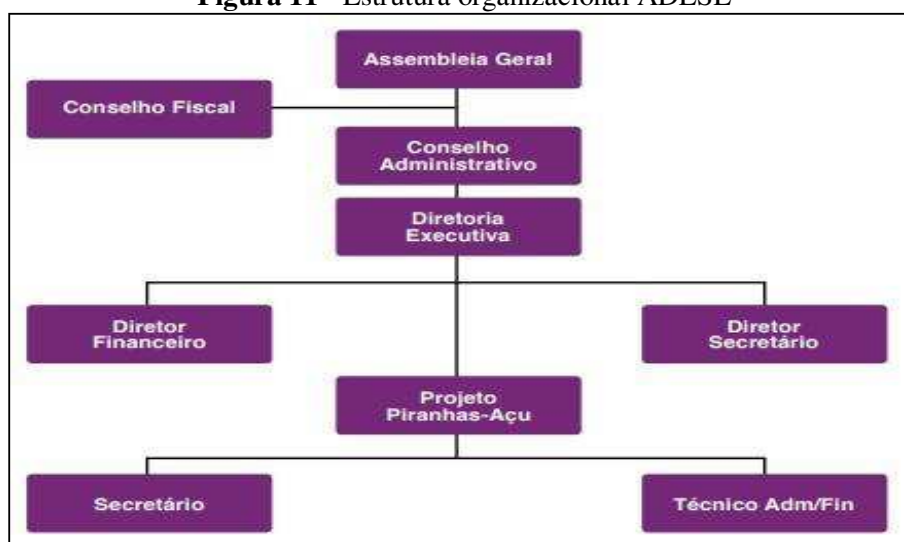 Figura 11 - Estrutura organizacional ADESE
Assembleia Geral
Conselho Fiscal
Conselho
Administrativo
Diretoria
Executiva
Diretor
Financeiro
Diretor
Secretário
Projeto
Piranhas-Açu
Secretário
Técnico Adm/Fin